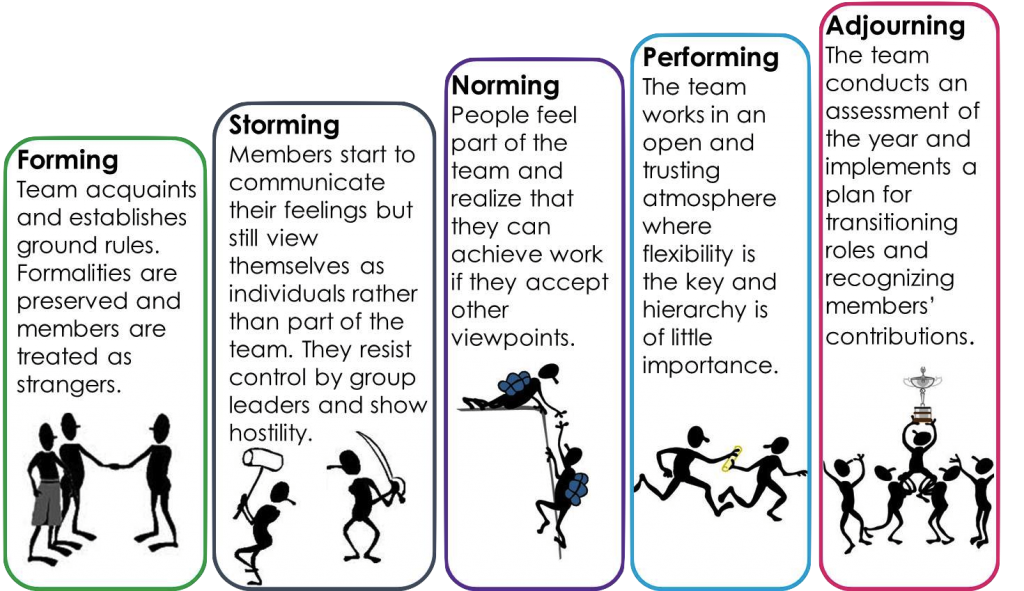 Forming
Team acquaints
and establishes
ground rules.
Formalities are
preserved and
members are
treated as
strangers.
Storming
Members start to
communicate
their feelings but
still view
themselves as
individuals rather
than part of the
team. They resist
control by group
leaders and show
hostility.
Norming
People feel
part of the
team and
realize that
they can
achieve work
if they accept
other
viewpoints.
Performing
The team
works in an
open and
trusting
atmosphere
where
flexibility is
the key and
hierarchy is
of little
importance.
Adjourning
The team
conducts an
assessment of
the year and
implements a
plan for
transitioning
roles and
recognizing
members’
contributions.